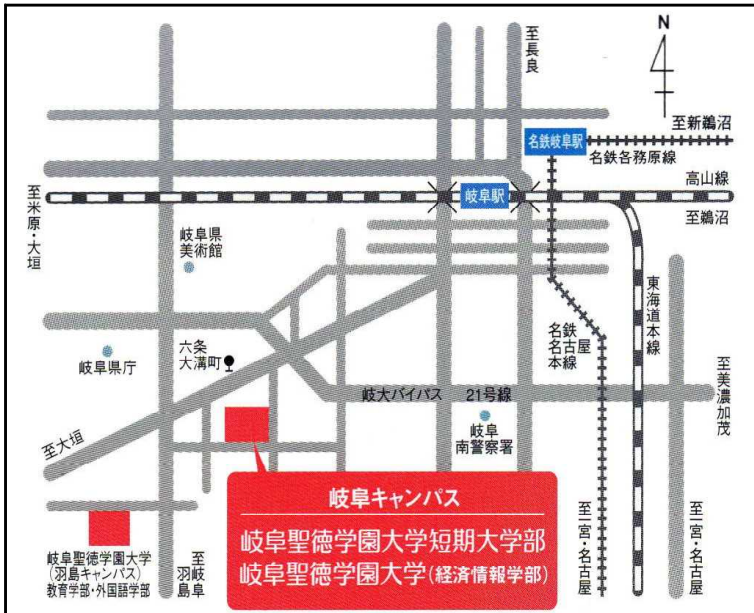 N
至長良
至新鵜沼
名鉄岐阜駅
名鉄各務原線
高山線
岐阜駅
至鵜沼
至米原・大垣
岐阜県
美術館
東海道本線
名鉄
名古屋
本線
六条
大溝町
岐阜県庁
至美濃加茂
岐大バイパス 21号線
岐阜
南警察署
至大垣
岐阜キャンパス
岐阜聖徳学園大学短期大学部
岐阜聖徳学園大学(経済情報学部)
至一宮・名古屋
至一宮・名古屋
岐阜聖徳学園大学
(羽島キャンパス)
教育学部・外国語学部
至岐阜
羽島